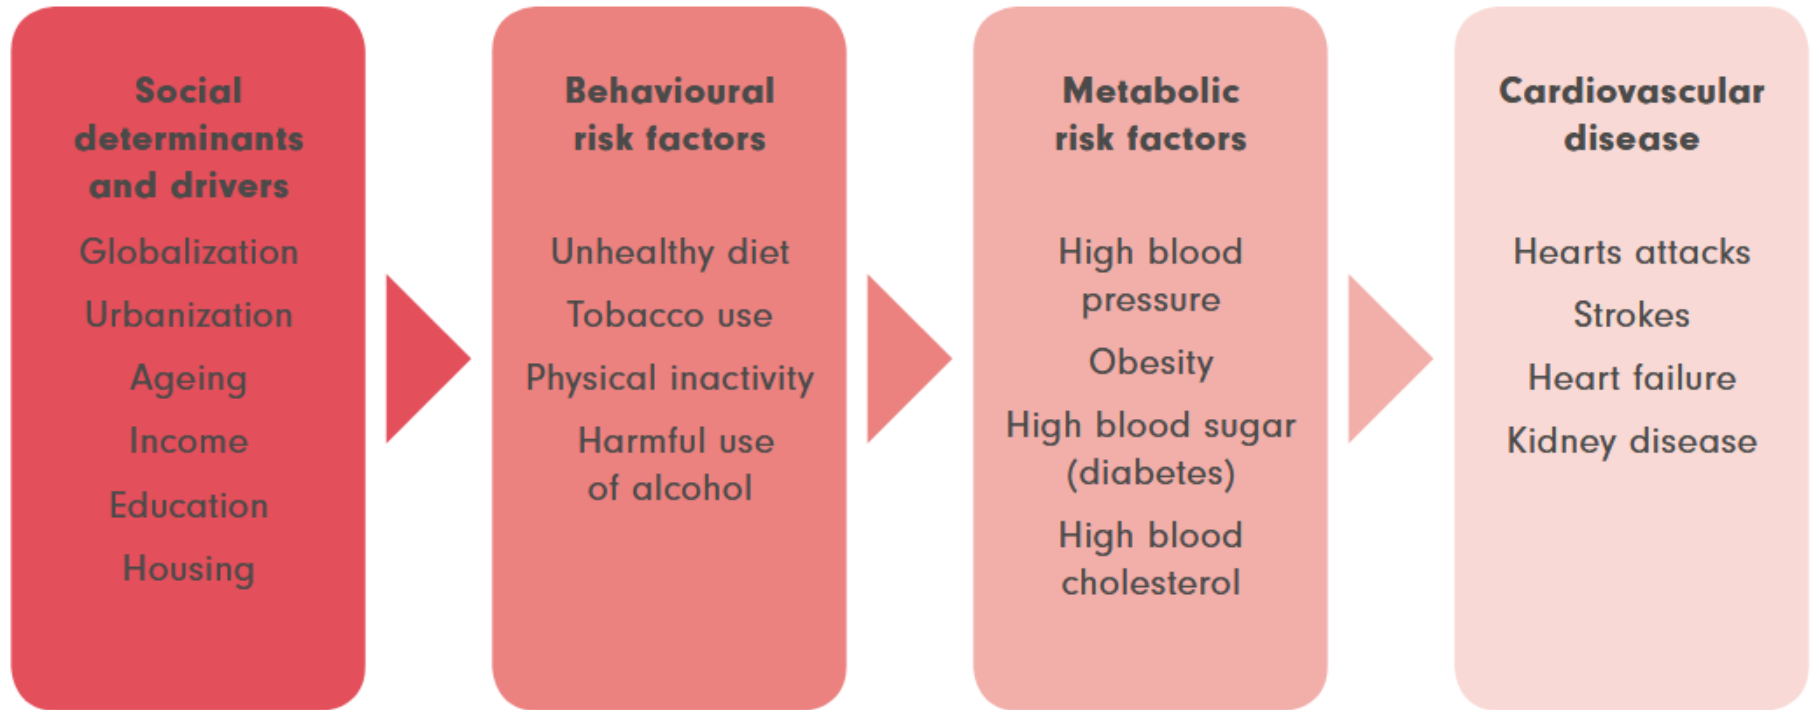 Social
determinants
and drivers
Globalization
Urbanization
Ageing
Income
Education
Housing
Behavioural
risk factors
Unhealthy diet
Tobacco use
Physical inactivity
Harmful use
of alcohol
Metabolic
risk factors
High blood
pressure
Obesity
High blood sugar
(diabetes)
High blood
cholesterol
Cardiovascular
disease
Hearts attacks
Strokes
Heart failure
Kidney disease